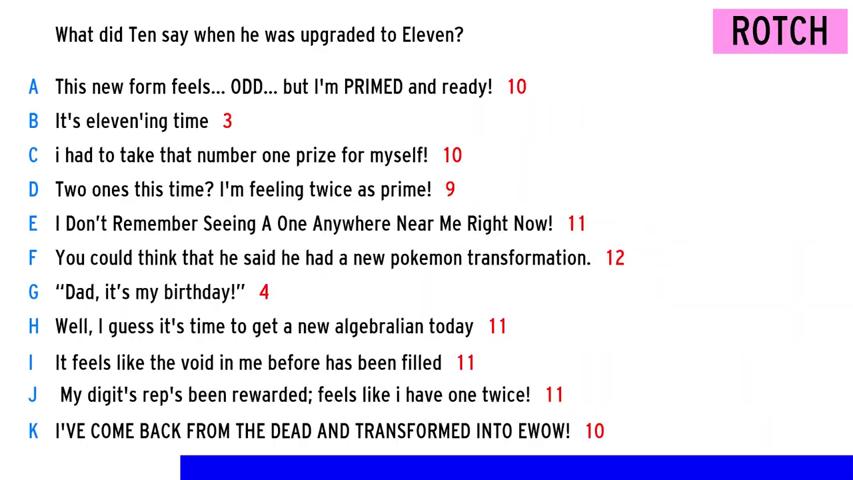 What did Ten say when he was upgraded to Eleven?
ROTCH
A This new form feels... ODD... but I'm PRIMED and ready! 10
B It's eleven'ing time 3
C i had to take that number one prize for myself! 10
D Two ones this time? I'm feeling twice as prime! 9
E I Don’t Remember Seeing A One Anywhere Near Me Right Now! 11
F You could think that he said he had a new pokemon transformation. 12
G “Dad, it’s my birthday!” 4
H Well, I guess it's time to get a new algebralian today 11
I It feels like the void in me before has been filled 11
J My digit's rep's been rewarded; feels like i have one twice! 11
K I'VE COME BACK FROM THE DEAD AND TRANSFORMED INTO EWOW! 10